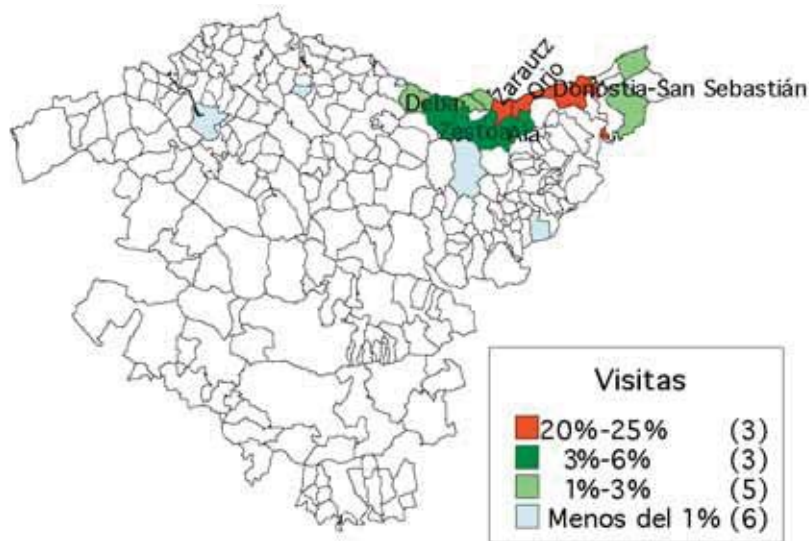 Zarautz
Orio
Donostia-San Sebastián
Deba
Zestoa
Aia
Visitas
20%-25% (3)
3%-6% (3)
1%-3% (5)
Menos del 1% (6)